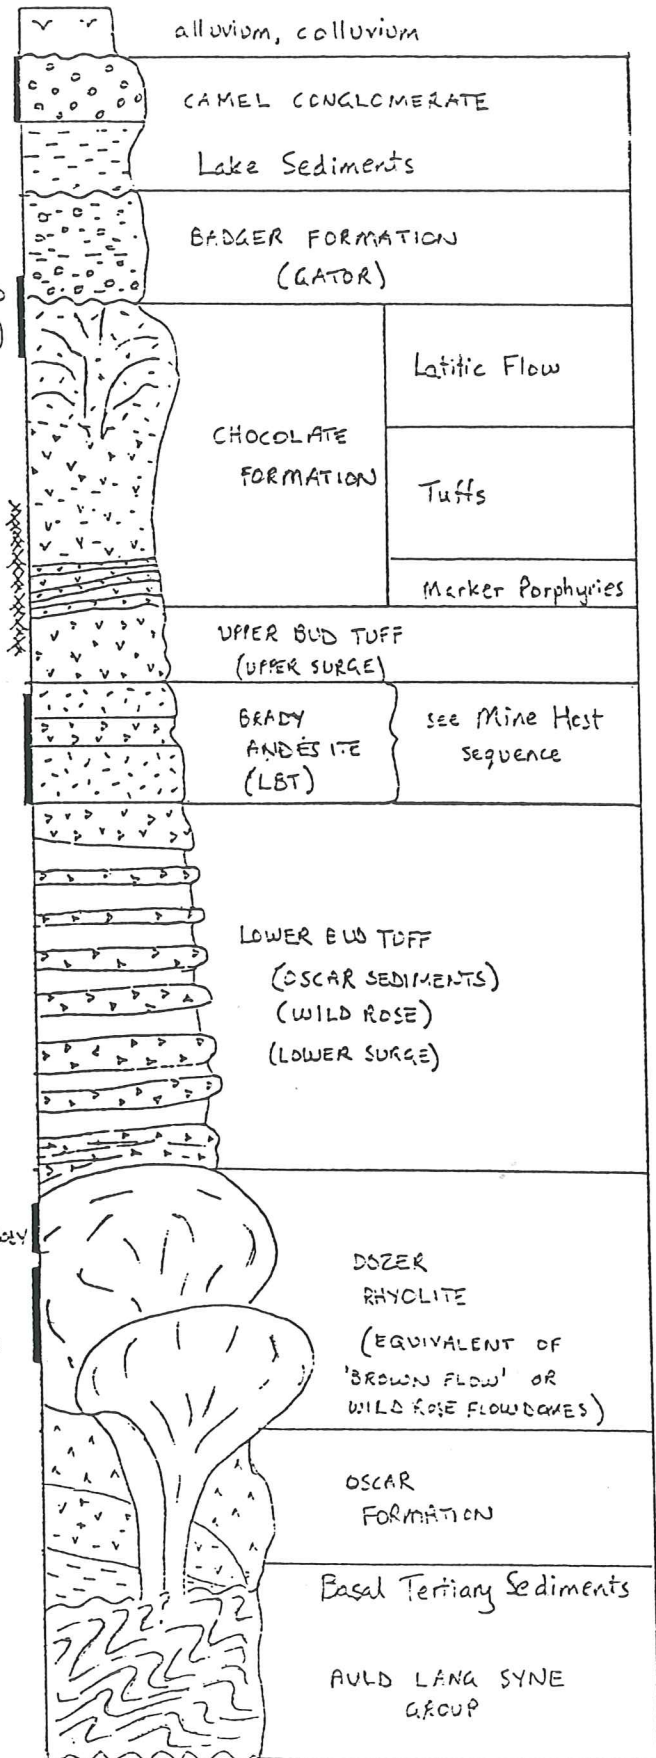 alluvium, colluvium
CAMEL CONGLOMERATE
Lake Sediments
BADGER FORMATION
(GATOR)
CHOCOLATE
FORMATION
Latitic Flow
Tuffs
Marker Porphyries
UPPER BUD TUFF
(UPPER SURGE)
BRADY
ANDESITE
(LBT)
see Mine Host
sequence
LOWER BUD TUFF
(OSCAR SEDIMENTS)
(WILD ROSE)
(LOWER SURGE)
DOZER
RHYOLITE
(EQUIVALENT OF
'BROWN FLOW' OR
WILD ROSE FLOWDOMES)
OSCAR
FORMATION
Basal Tertiary Sediments
AULD LANG SYNE
GROUP